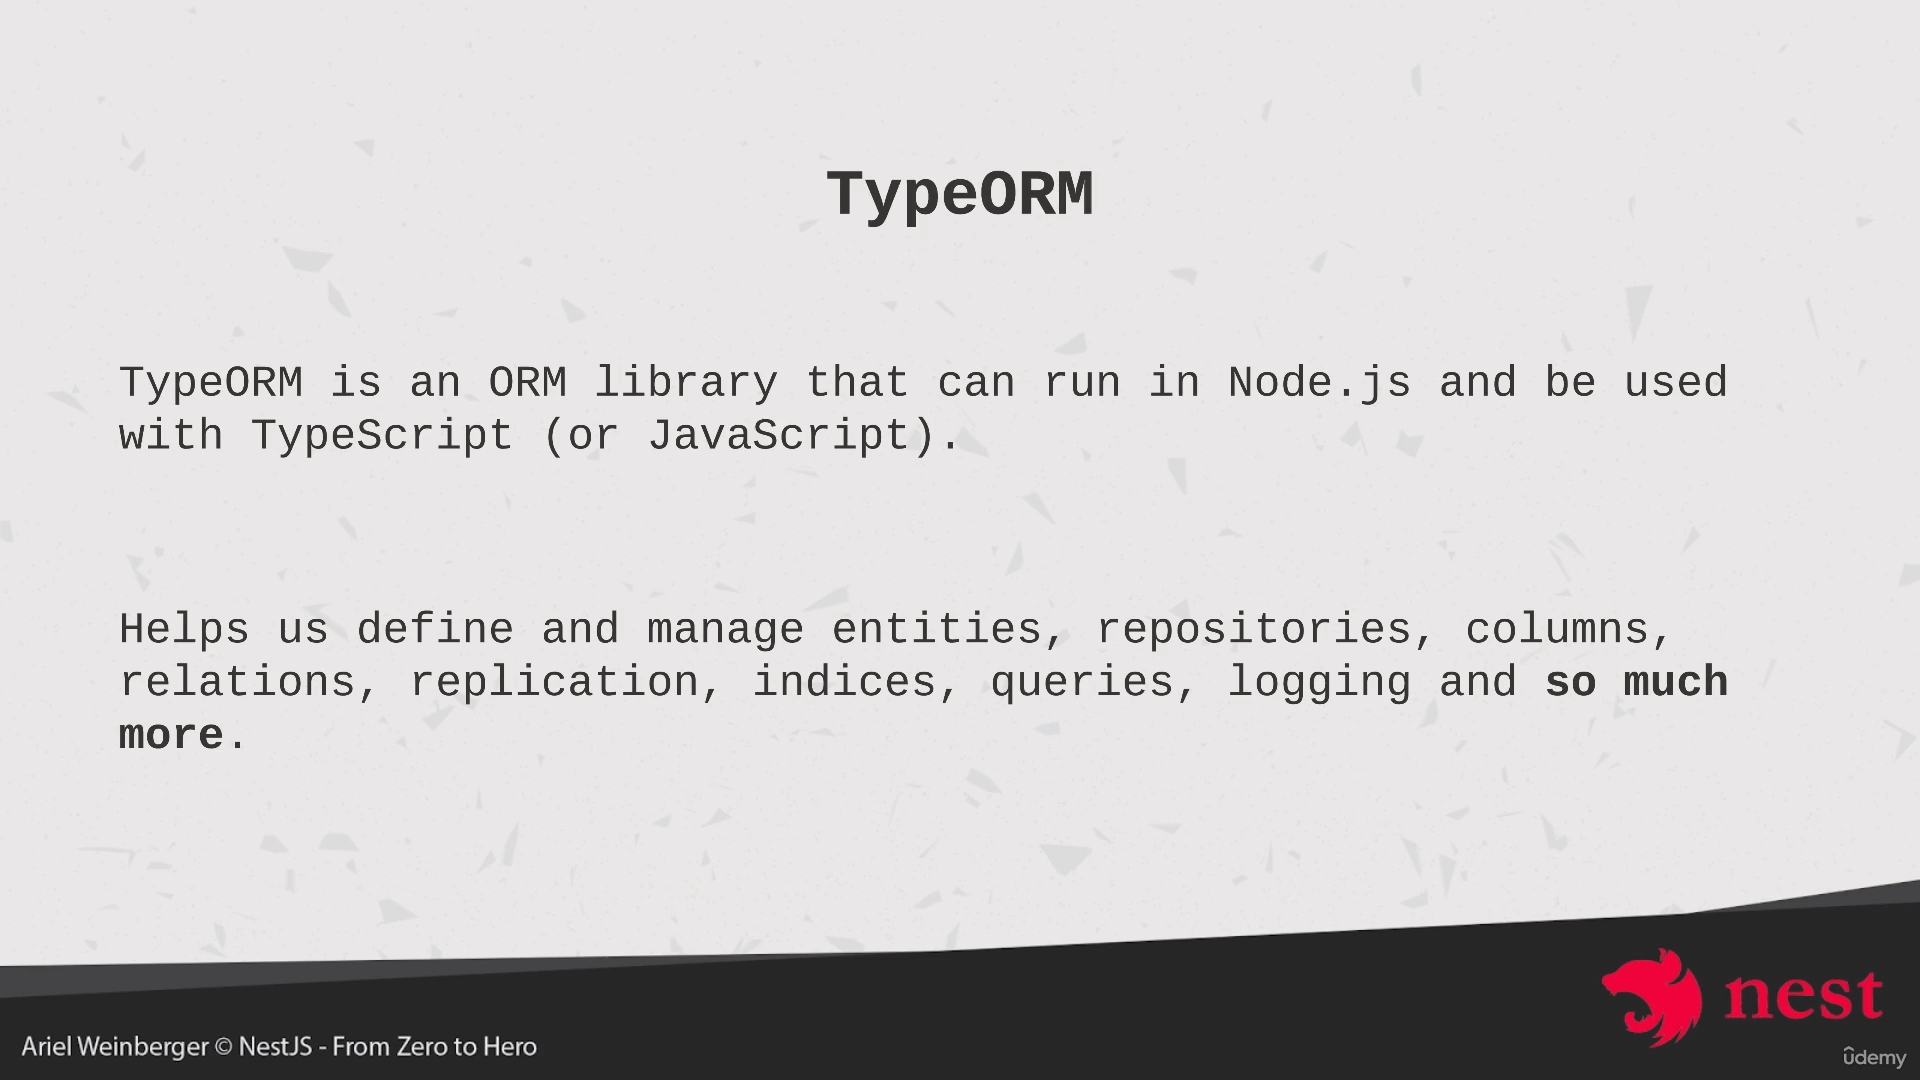 TypeORM
TypeORM is an ORM library that can run in Node.js and be used
with TypeScript (or JavaScript).
Helps us define and manage entities, repositories, columns,
relations, replication, indices, queries, logging and so much
more.
nest
Ariel Weinberger © NestJS - From Zero to Hero
ûdemy